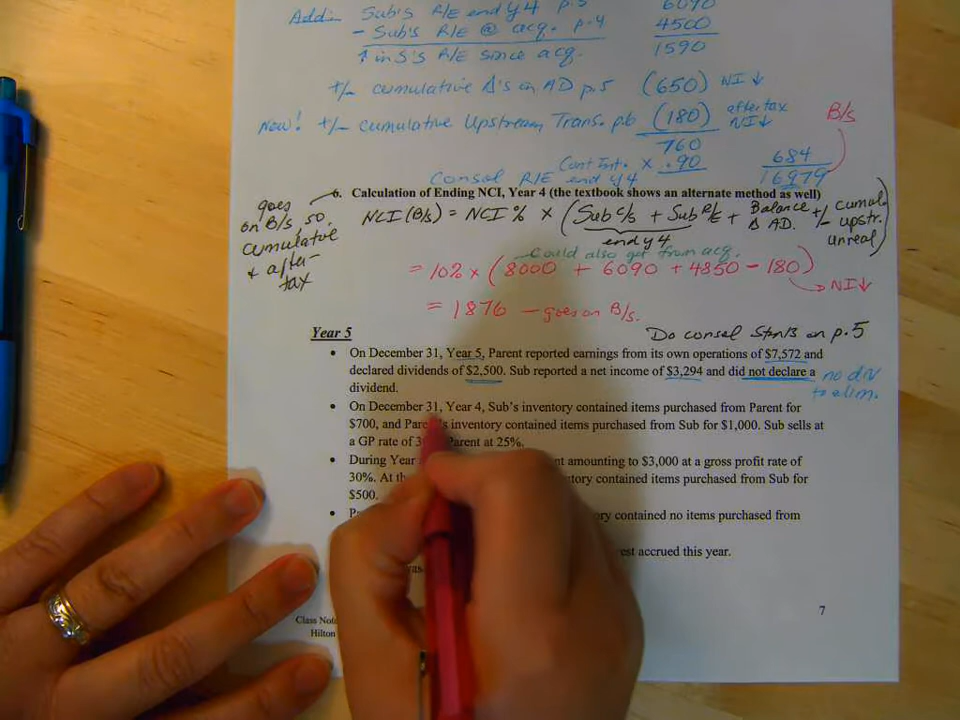 Add: Sub's R/E end y4 p.5 6090
- Sub's R/E @ acq. p.4 4500
↑ in S's R/E since acq. 1590
+/- cumulative Δ's on AD p.5 (650) NI↓
Now! +/- cumulative Upstream Trans. p.6 (180) after tax NI↓
B/S
760
Cont Int. × .90 684
Consol R/E end y4 16979
6. Calculation of Ending NCI, Year 4 (the textbook shows an alternate method as well)
goes on B/S, so cumulative + after-tax
NCI (B/S) = NCI % × (Sub C/S + Sub R/E + Balance AD. +/- cumul. upstr. unreal)
end y4
Could also get from acq.
= 10% × (8000 + 6090 + 4850 - 180)
NI↓
= 1876 - goes on B/S.
Year 5
Do consol Stmts on p.5
• On December 31, Year 5, Parent reported earnings from its own operations of $7,572 and
declared dividends of $2,500. Sub reported a net income of $3,294 and did not declare a
dividend.
no div to elim.
• On December 31, Year 4, Sub's inventory contained items purchased from Parent for
$700, and inventory contained items purchased from Sub for $1,000. Sub sells at
a GP rate of Parent at 25%.
• During Year amounting to $3,000 at a gross profit rate of
30%. At contained items purchased from Sub for
$500.
• contained no items purchased from
accrued this year.
7
Class
Hilton